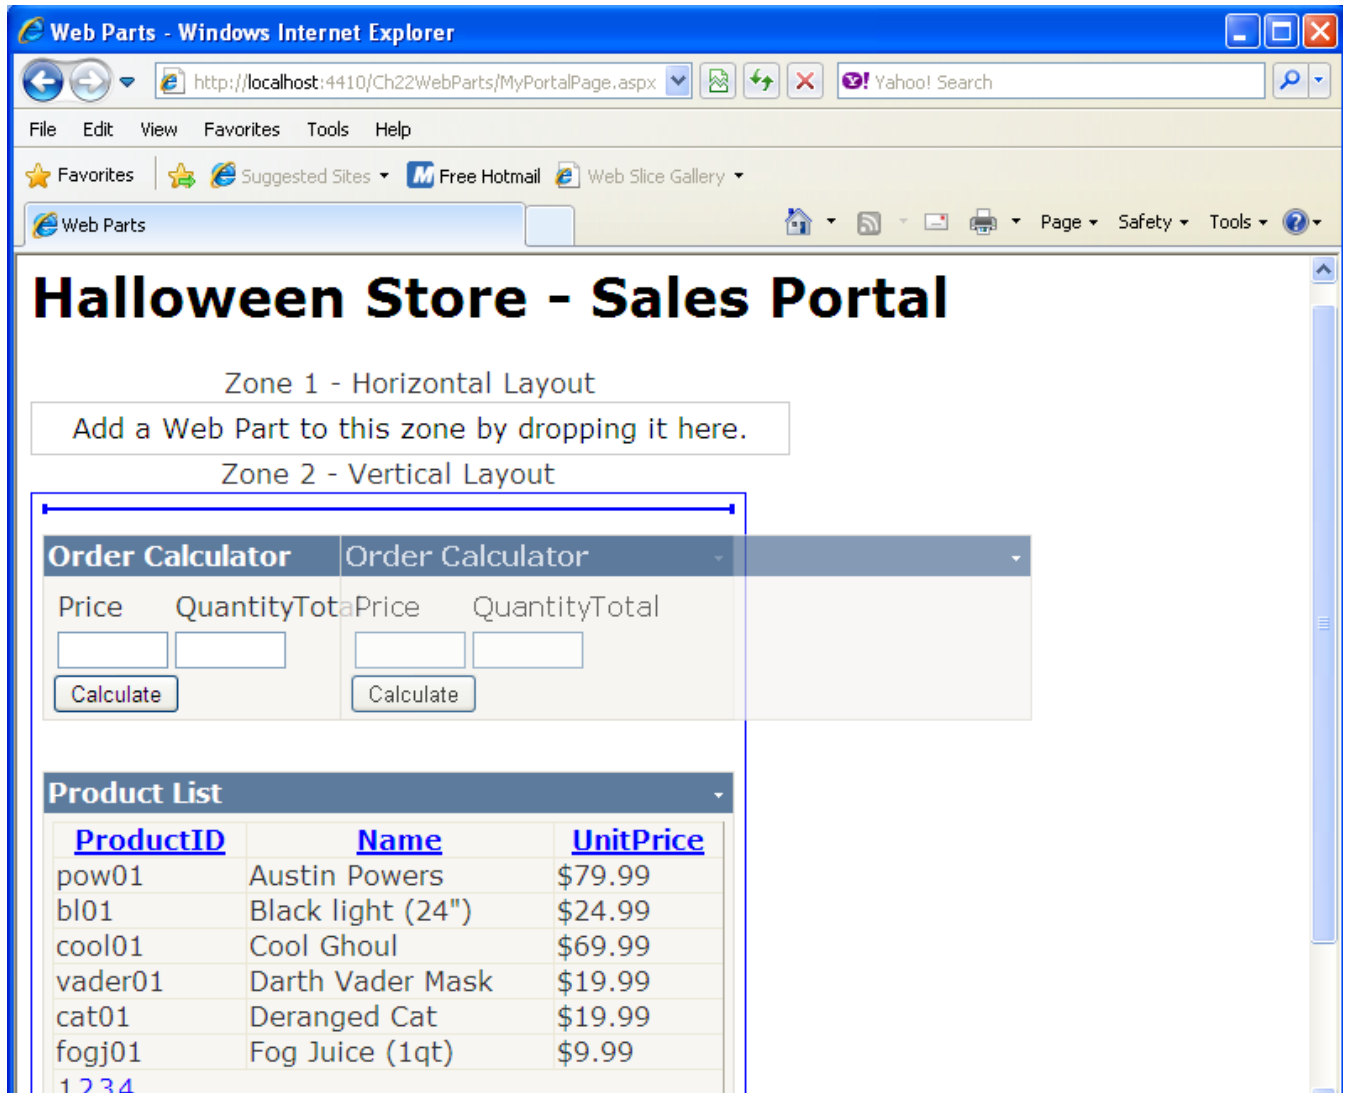 Web Parts - Windows Internet Explorer
http://localhost:4410/Ch22WebParts/MyPortalPage.aspx Yahoo! Search
File Edit View Favorites Tools Help
Favorites Suggested Sites Free Hotmail Web Slice Gallery
Web Parts Page Safety Tools
Halloween Store - Sales Portal
Zone 1 - Horizontal Layout
Add a Web Part to this zone by dropping it here.
Zone 2 - Vertical Layout
Order Calculator Order Calculator
Price QuantityTotal Price QuantityTotal
Calculate Calculate
Product List
ProductID Name UnitPrice
pow01 Austin Powers $79.99
bl01 Black light (24") $24.99
cool01 Cool Ghoul $69.99
vader01 Darth Vader Mask $19.99
cat01 Deranged Cat $19.99
fogj01 Fog Juice (1qt) $9.99
1 2 3 4